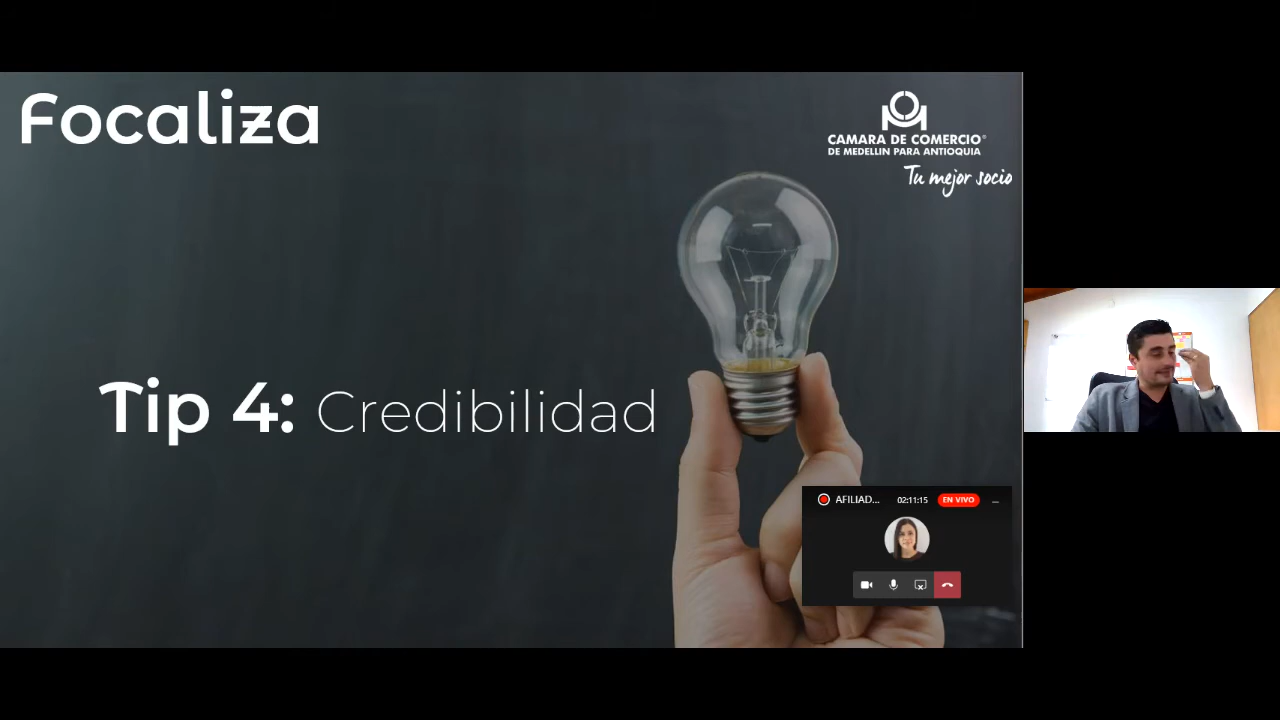 Focaliza
CAMARA DE COMERCIO®
DE MEDELLIN PARA ANTIOQUIA
Tu mejor socio
Tip 4: Credibilidad
AFILIAD... 02:11:15 EN VIVO